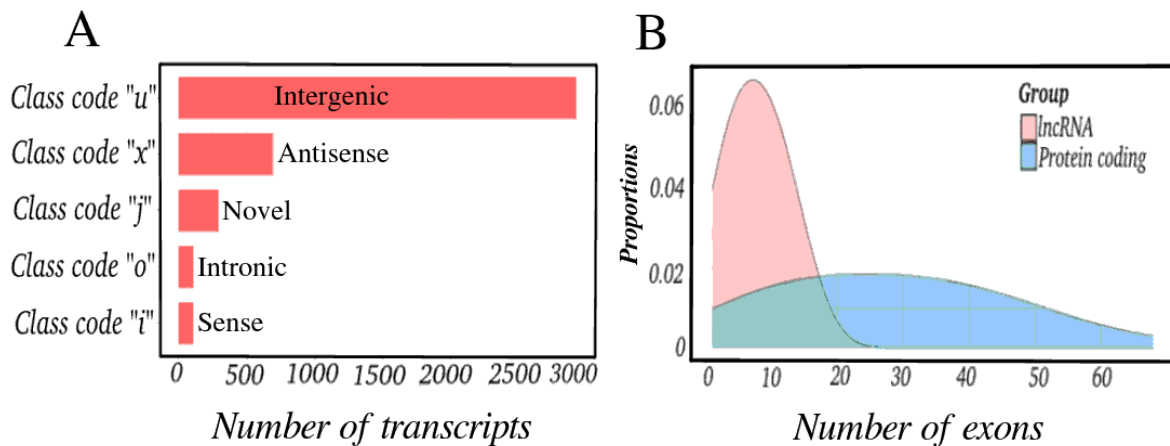 A
Class code "u"
Intergenic
Class code "x"
Antisense
Class code "j"
Novel
Class code "o"
Intronic
Class code "i"
Sense
0 500 1000 1500 2000 2500 3000
Number of transcripts
B
Proportions
0.06
0.04
0.02
0
Group
lncRNA
Protein coding
0 10 20 30 40 50 60
Number of exons